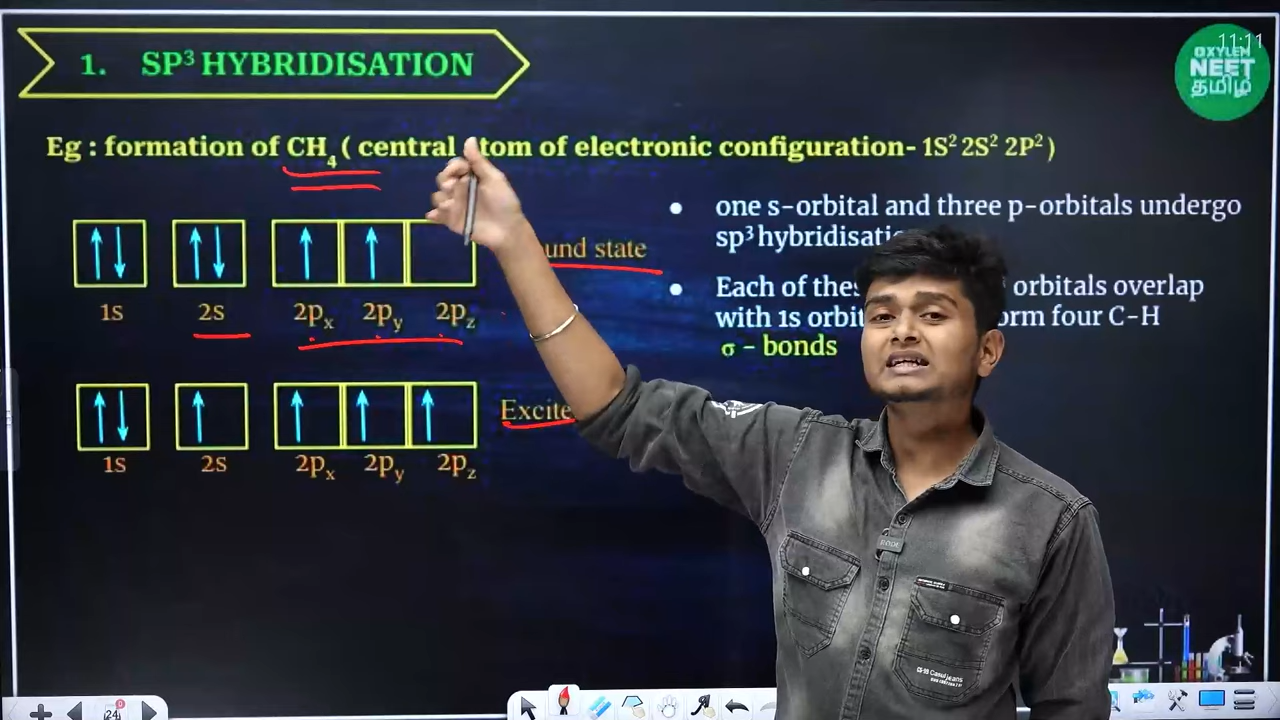 1. SP³ HYBRIDISATION
11:11
OXYLEN
NEET
தமிழ்
Eg : formation of CH₄ ( central atom of electronic configuration- 1S² 2S² 2P² )
1s 2s 2pₓ 2pᵧ 2p_z
und state
• one s-orbital and three p-orbitals undergo
sp³ hybridisati
• Each of thes orbitals overlap
with 1s orbit orm four C-H
σ - bonds
1s 2s 2pₓ 2pᵧ 2p_z
Excite
24